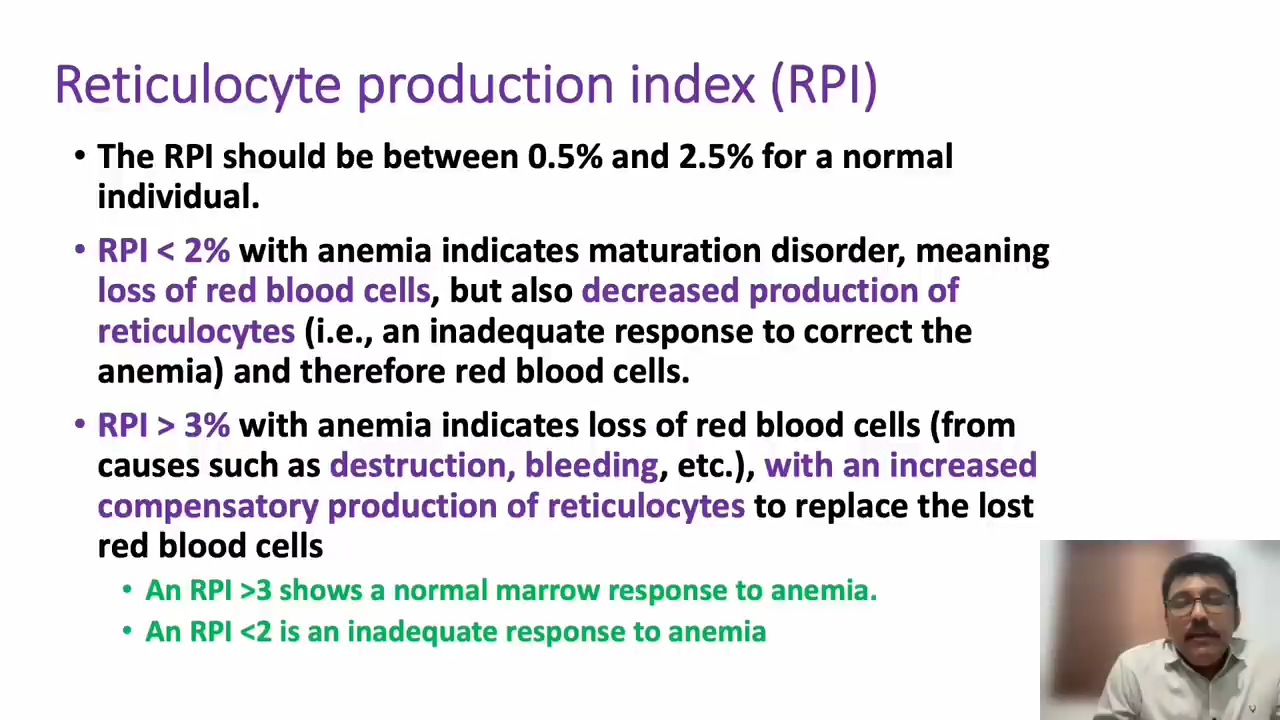 Reticulocyte production index (RPI)
• The RPI should be between 0.5% and 2.5% for a normal
individual.
• RPI < 2% with anemia indicates maturation disorder, meaning
loss of red blood cells, but also decreased production of
reticulocytes (i.e., an inadequate response to correct the
anemia) and therefore red blood cells.
• RPI > 3% with anemia indicates loss of red blood cells (from
causes such as destruction, bleeding, etc.), with an increased
compensatory production of reticulocytes to replace the lost
red blood cells
• An RPI >3 shows a normal marrow response to anemia.
• An RPI <2 is an inadequate response to anemia